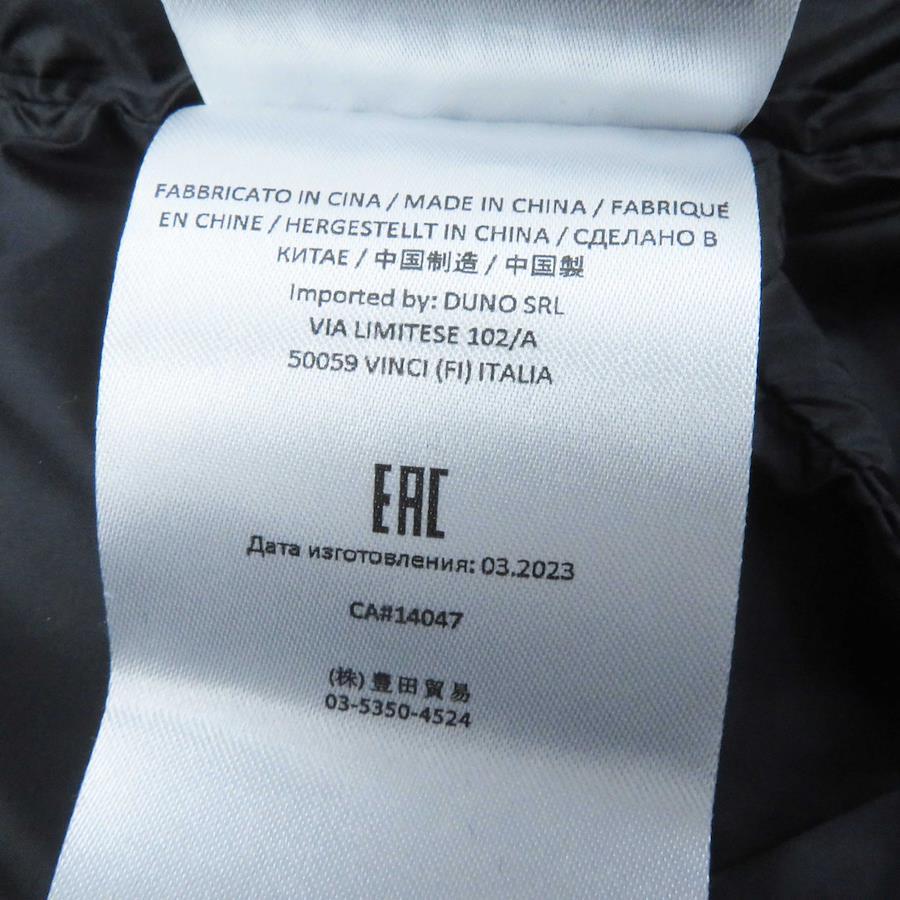 FABBRICATO IN CINA / MADE IN CHINA / FABRIQUÉ
EN CHINE / HERGESTELLT IN CHINA / СДЕЛАНО В
КИТАЕ / 中国制造 / 中国製
Imported by: DUNO SRL
VIA LIMITESE 102/A
50059 VINCI (FI) ITALIA
EAC
Дата изготовления: 03.2023
CA#14047
(株) 豊田貿易
03-5350-4524